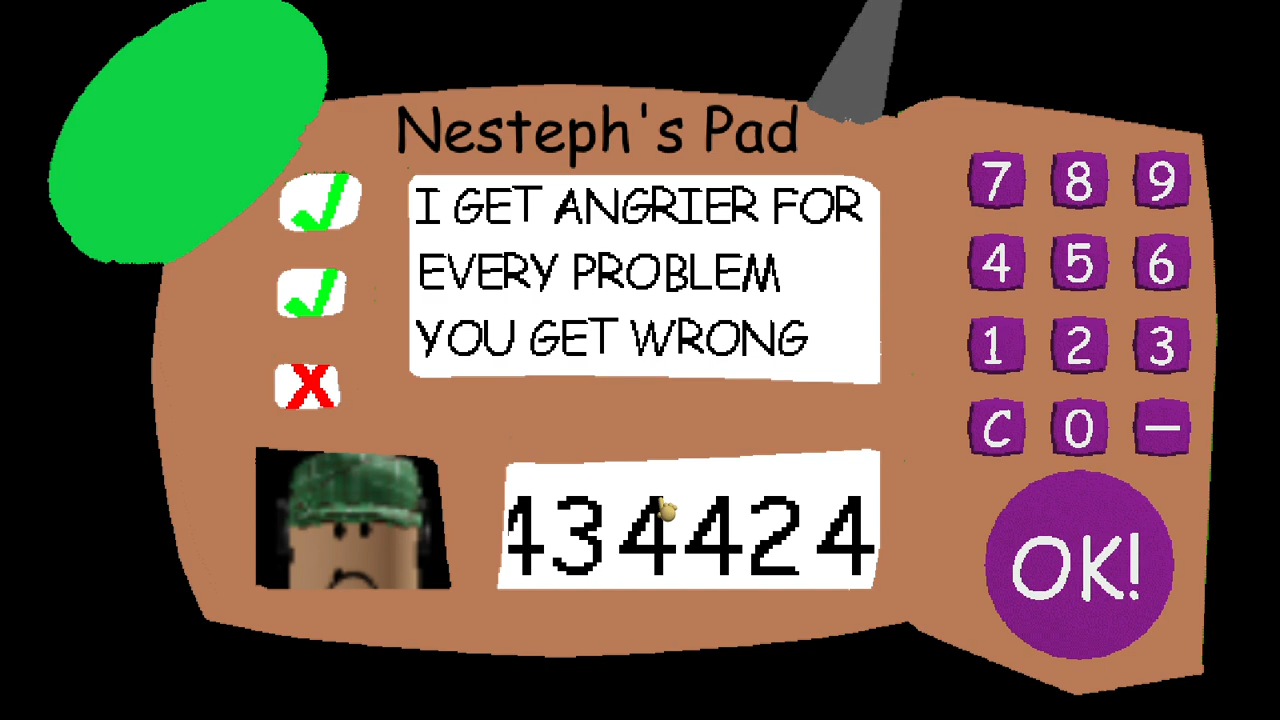 Nesteph's Pad
I GET ANGRIER FOR
EVERY PROBLEM
YOU GET WRONG
434424
7 8 9
4 5 6
1 2 3
C 0 —
OK!